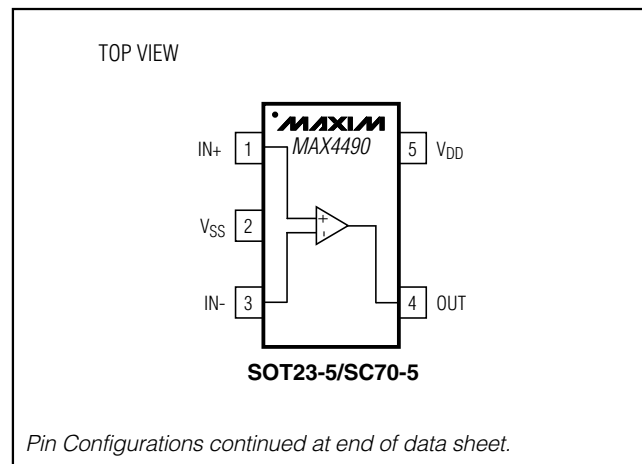 TOP VIEW
MAXIM
MAX4490
IN+ 1
5 VDD
VSS 2
+
-
IN- 3
4 OUT
SOT23-5/SC70-5
Pin Configurations continued at end of data sheet.